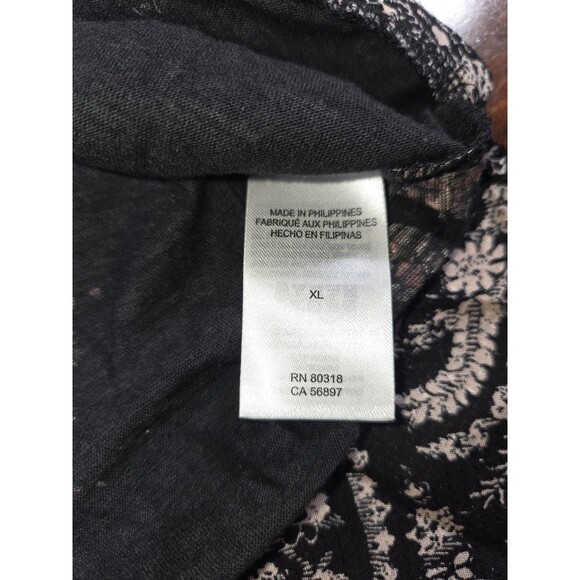 MADE IN PHILIPPINES
FABRIQUÉ AUX PHILIPPINES
HECHO EN FILIPINAS
XL
RN 80318
CA 56897